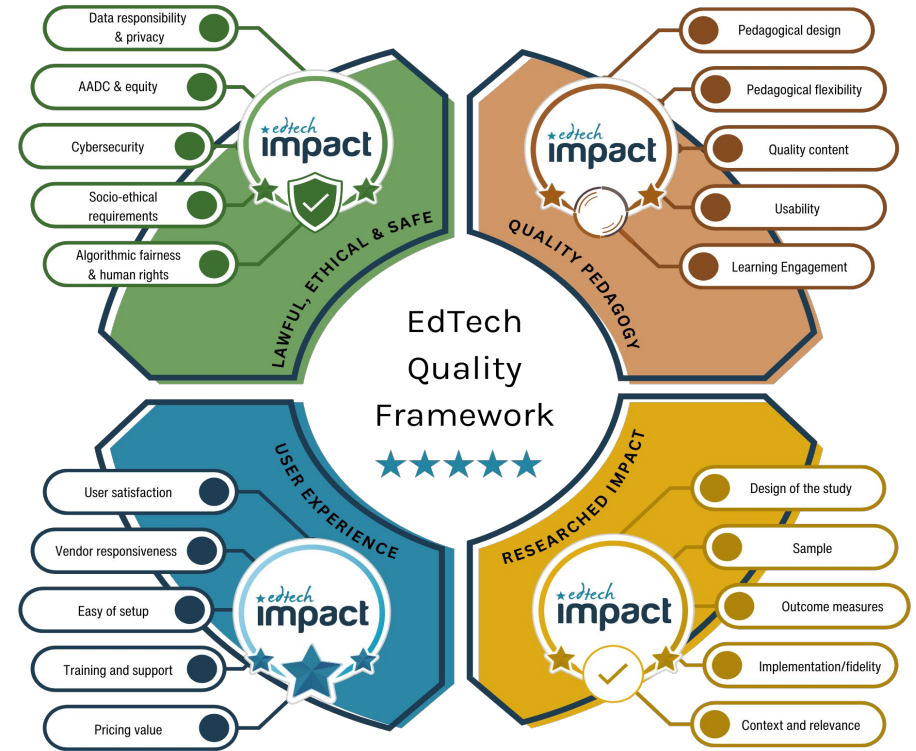 Data responsibility
& privacy
AADC & equity
Cybersecurity
Socio-ethical
requirements
Algorithmic fairness
& human rights
edtech
impact
LAWFUL, ETHICAL & SAFE
Pedagogical design
Pedagogical flexibility
Quality content
Usability
Learning Engagement
edtech
impact
QUALITY PEDAGOGY
EdTech
Quality
Framework
User satisfaction
Vendor responsiveness
Easy of setup
Training and support
Pricing value
edtech
impact
USER EXPERIENCE
Design of the study
Sample
Outcome measures
Implementation/fidelity
Context and relevance
edtech
impact
RESEARCHED IMPACT